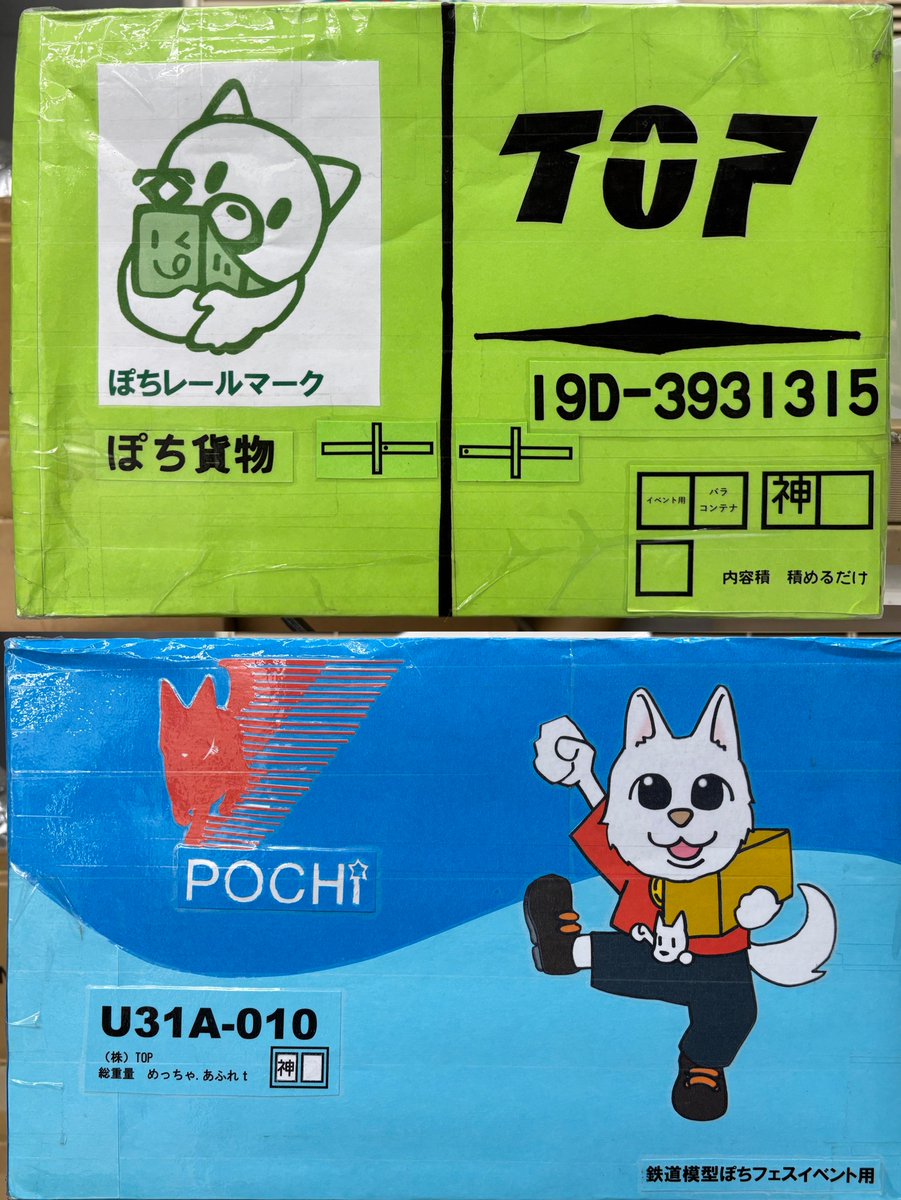 TOP
ぽちレールマーク
19D-3931315
ぽち貨物
イベント用
バラ
コンテナ
神
内容積 積めるだけ
POCHi
U31A-010
(株)TOP
総重量 めっちゃ.あふれt
神
鉄道模型ぽちフェスイベント用